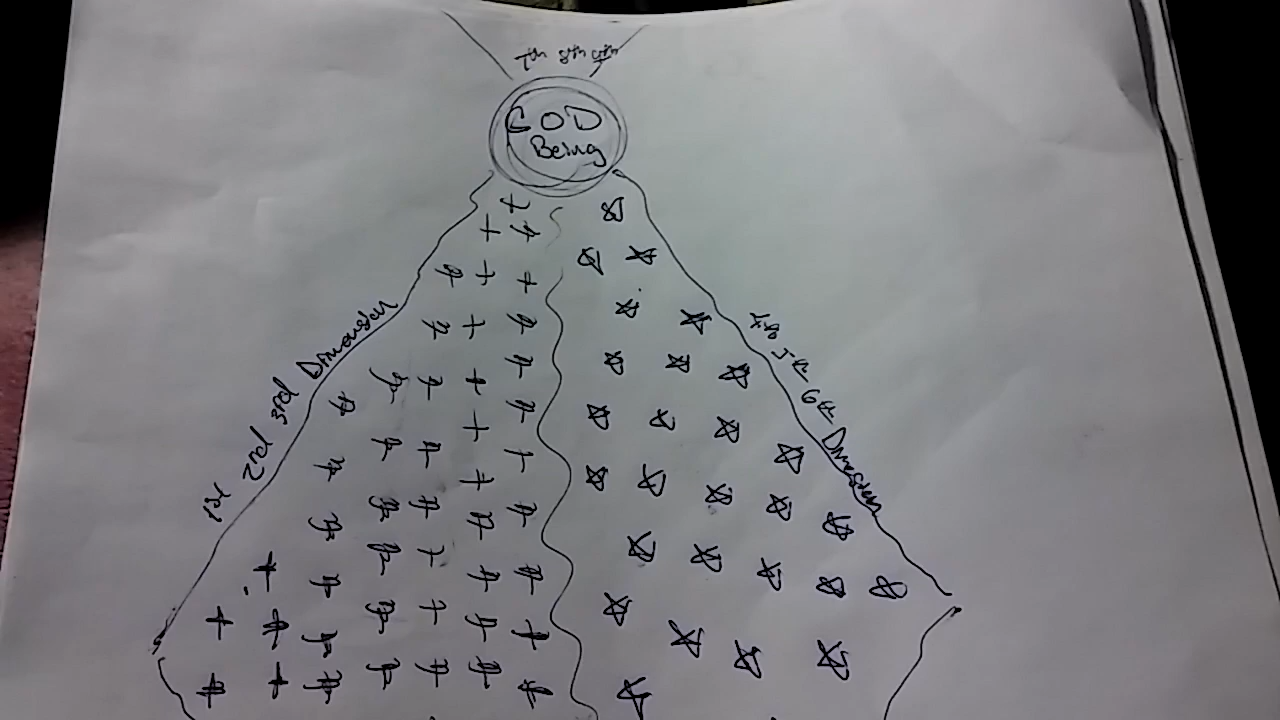 7th 8th 9th
GOD
Being
1st 2nd 3rd Dimension
4th 5th 6th Dimension